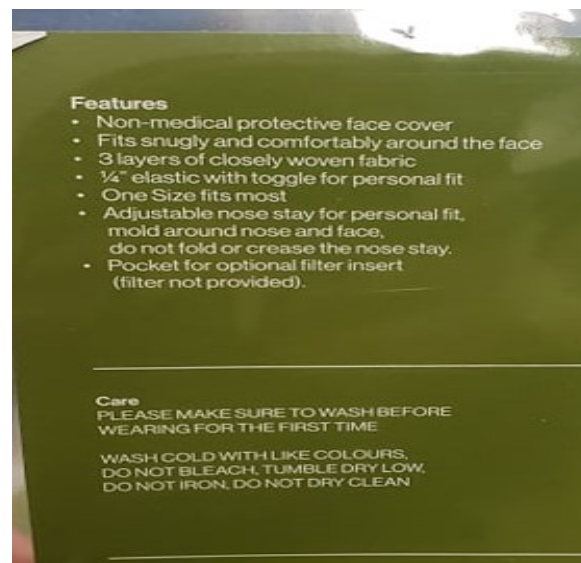 Features
• Non-medical protective face cover
• Fits snugly and comfortably around the face
• 3 layers of closely woven fabric
• ¼" elastic with toggle for personal fit
• One Size fits most
• Adjustable nose stay for personal fit,
mold around nose and face,
do not fold or crease the nose stay.
• Pocket for optional filter insert
(filter not provided).
Care
PLEASE MAKE SURE TO WASH BEFORE
WEARING FOR THE FIRST TIME
WASH COLD WITH LIKE COLOURS,
DO NOT BLEACH, TUMBLE DRY LOW,
DO NOT IRON, DO NOT DRY CLEAN